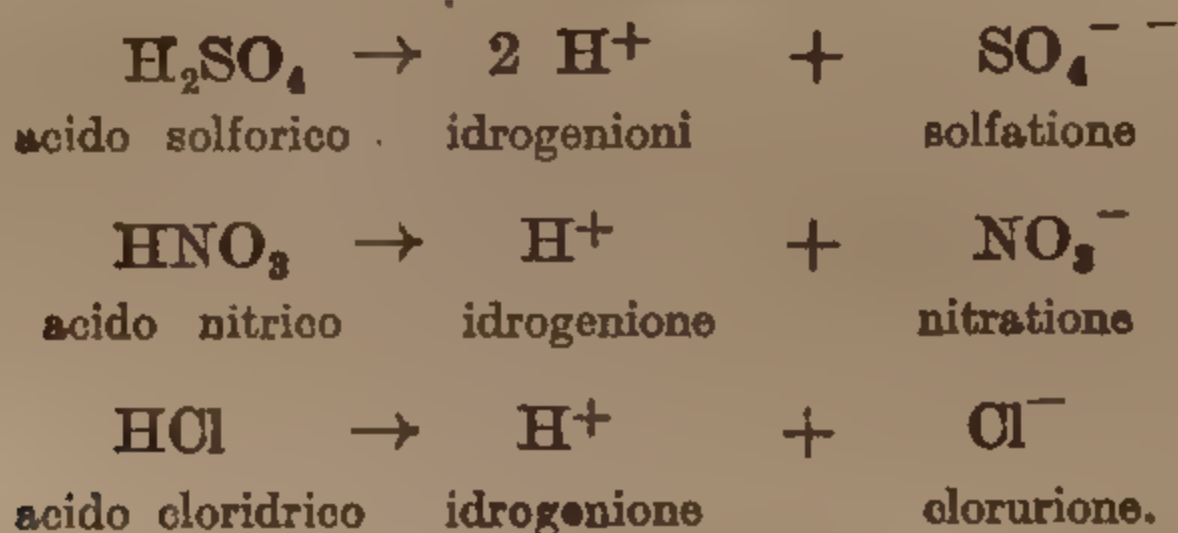 H₂SO₄ → 2 H⁺ + SO₄⁻ ⁻
acido solforico idrogenioni solfatione
HNO₃ → H⁺ + NO₃⁻
acido nitrico idrogenione nitratione
HCl → H⁺ + Cl⁻
acido cloridrico idrogenione clorurione.